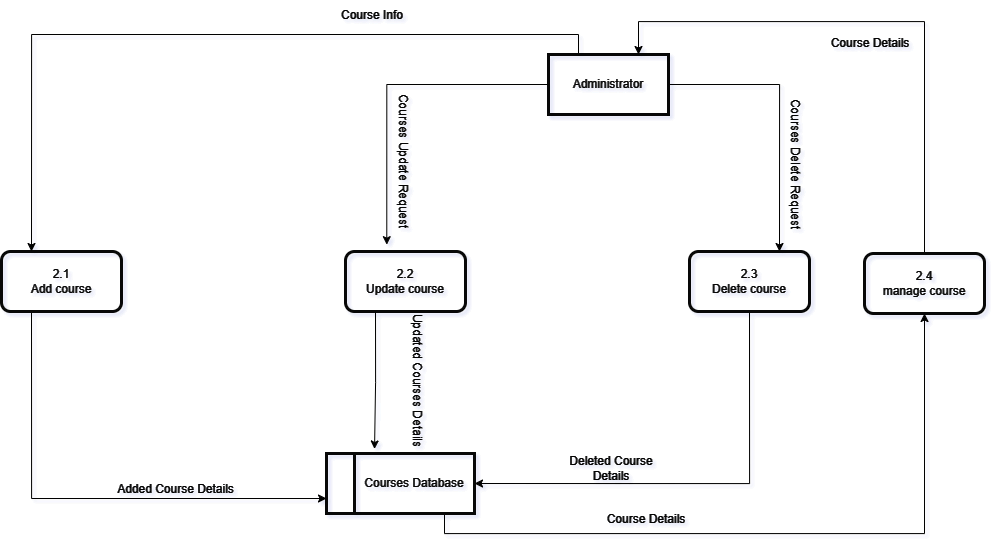 Course Info
Course Details
Administrator
Courses Update Request
Courses Delete Request
2.1
Add course
2.2
Update course
2.3
Delete course
2.4
manage course
Updated Courses Details
Deleted Course
Details
Courses Database
Added Course Details
Course Details